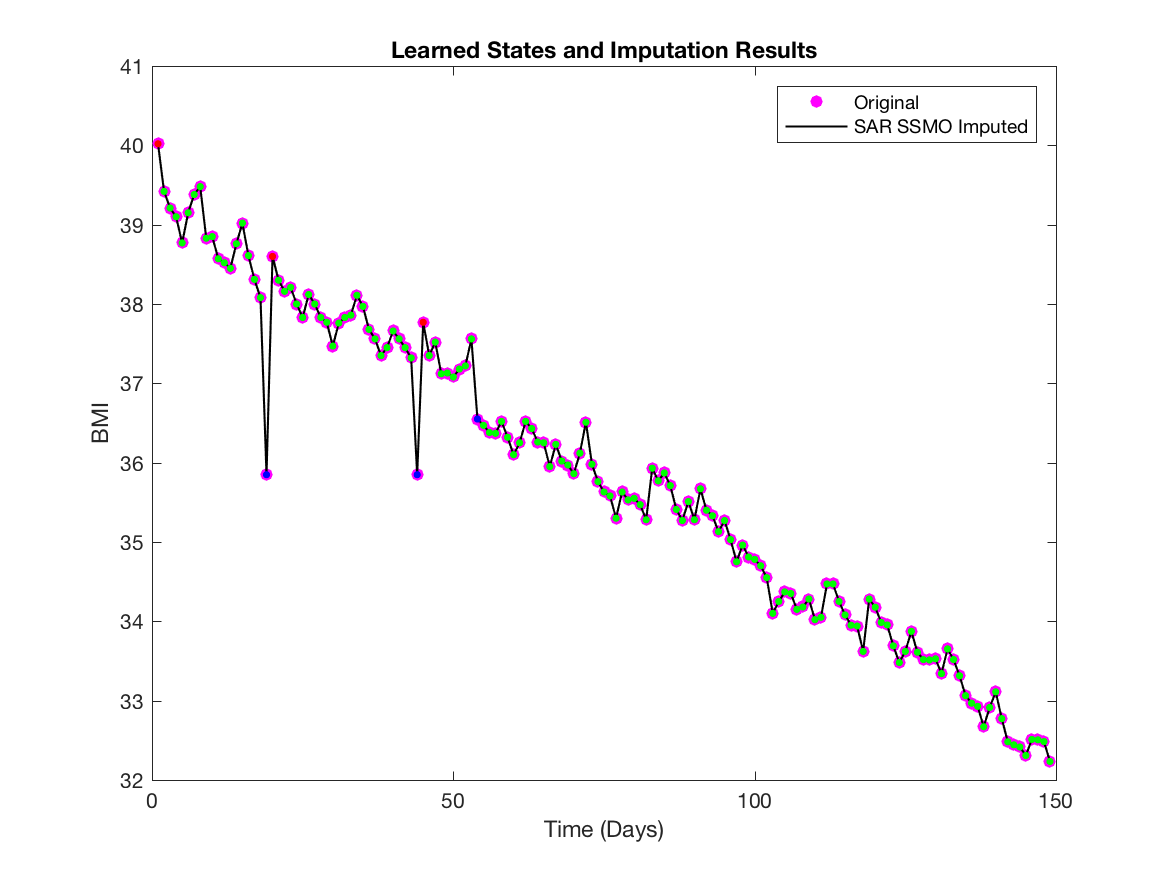 Learned States and Imputation Results
Original
SAR SSMO Imputed
41
40
39
38
37
36
35
34
33
32
BMI
0 50 100 150
Time (Days)